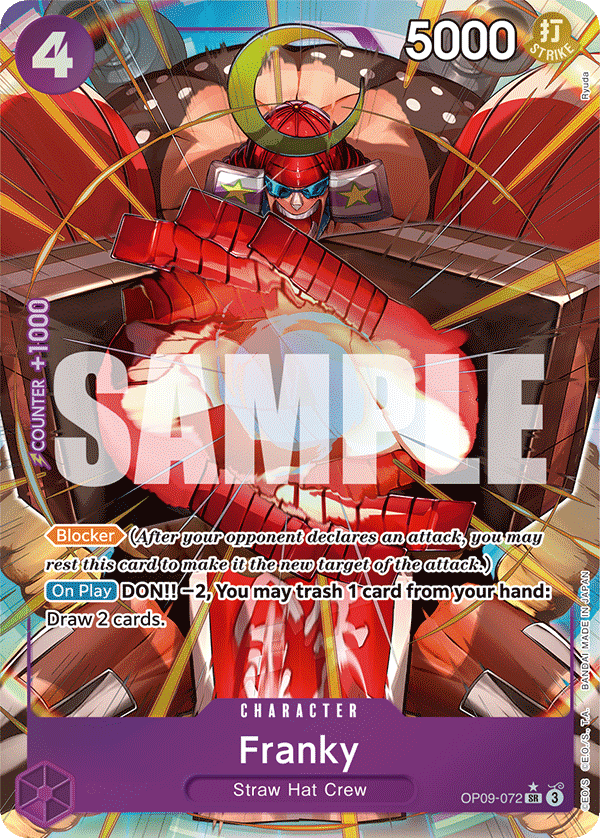 4
5000
打
STRIKE
Ryuda
COUNTER +1000
SAMPLE
Blocker (After your opponent declares an attack, you may
rest this card to make it the new target of the attack.)
On Play DON!! −2, You may trash 1 card from your hand:
Draw 2 cards.
CHARACTER
Franky
Straw Hat Crew
OP09-072 ★ SR 3
©E.O/S. ©E.O./S., T.A. BANDAI MADE IN JAPAN